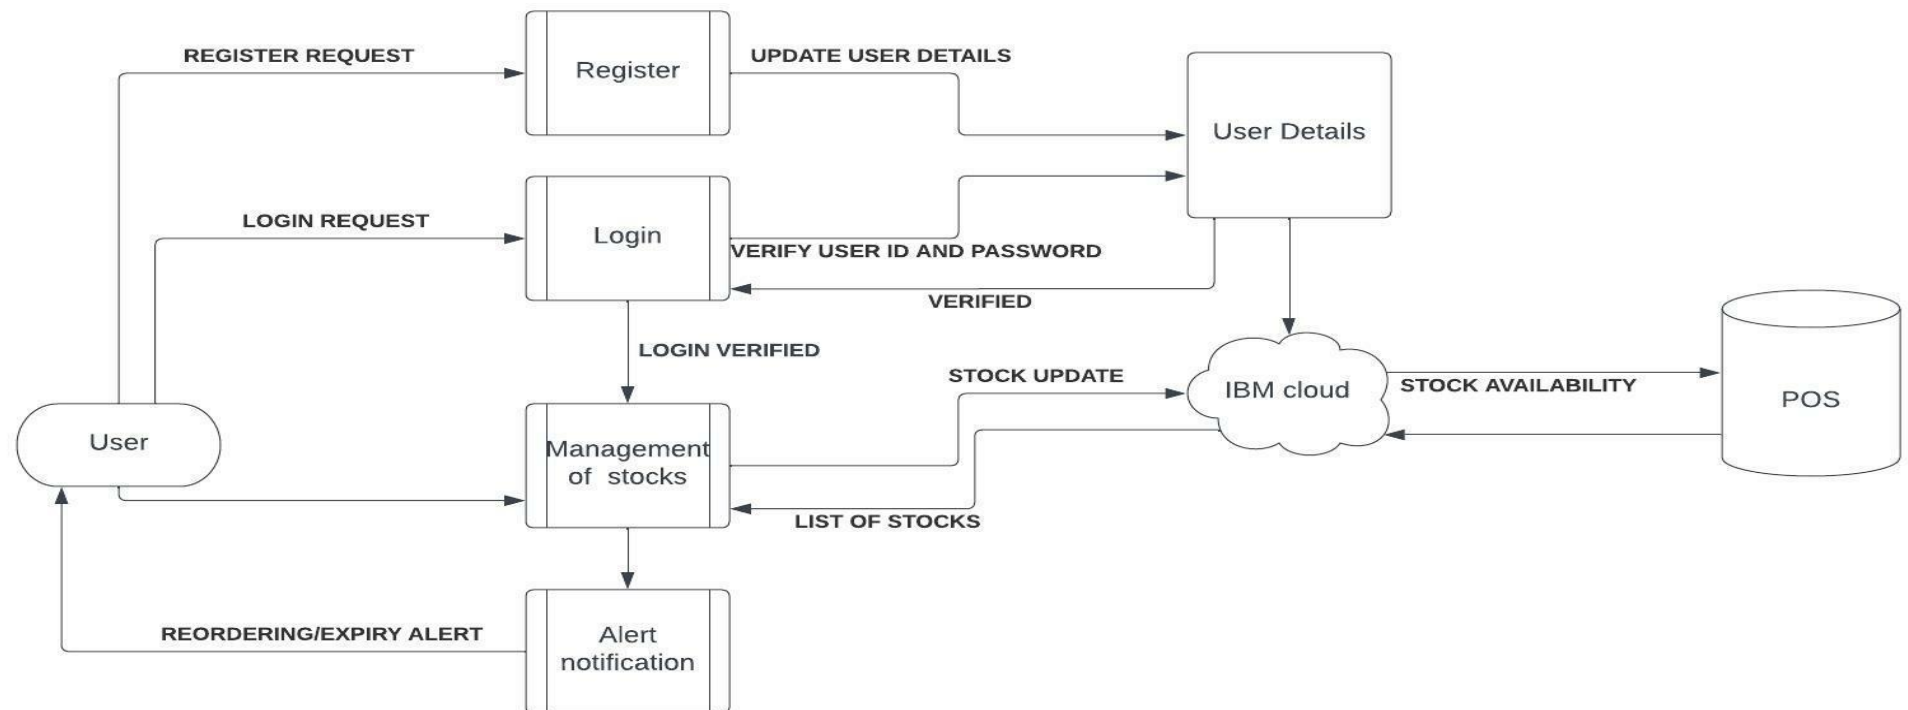 REGISTER REQUEST
Register
UPDATE USER DETAILS
User Details
LOGIN REQUEST
Login
VERIFY USER ID AND PASSWORD
VERIFIED
LOGIN VERIFIED
STOCK UPDATE
IBM cloud
STOCK AVAILABILITY
POS
User
Management
of stocks
LIST OF STOCKS
REORDERING/EXPIRY ALERT
Alert
notification